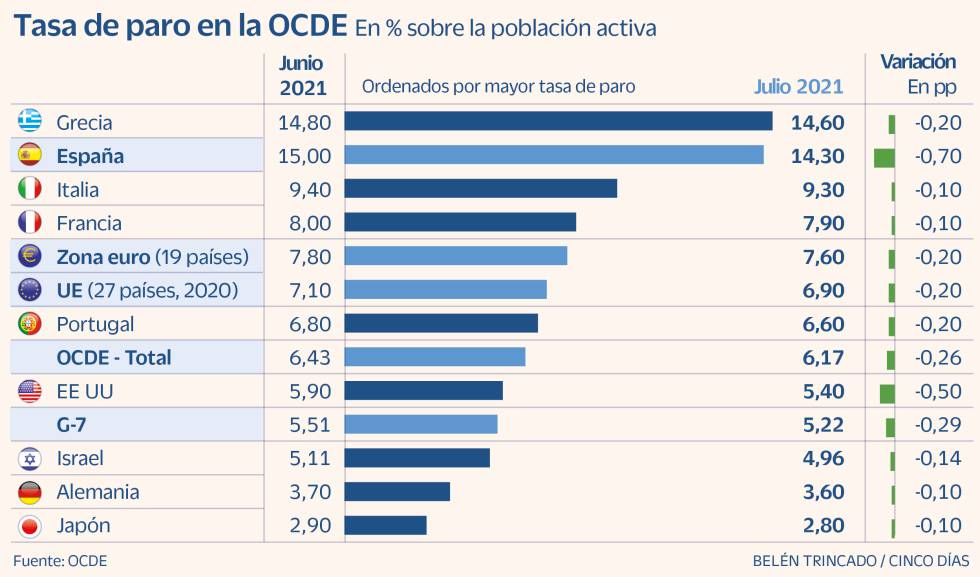 Tasa de paro en la OCDE En % sobre la población activa
Junio 2021
Ordenados por mayor tasa de paro
Julio 2021
Variación
En pp
Grecia 14,80 14,60 -0,20
España 15,00 14,30 -0,70
Italia 9,40 9,30 -0,10
Francia 8,00 7,90 -0,10
Zona euro (19 países) 7,80 7,60 -0,20
UE (27 países, 2020) 7,10 6,90 -0,20
Portugal 6,80 6,60 -0,20
OCDE - Total 6,43 6,17 -0,26
EE UU 5,90 5,40 -0,50
G-7 5,51 5,22 -0,29
Israel 5,11 4,96 -0,14
Alemania 3,70 3,60 -0,10
Japón 2,90 2,80 -0,10
Fuente: OCDE
BELÉN TRINCADO / CINCO DÍAS